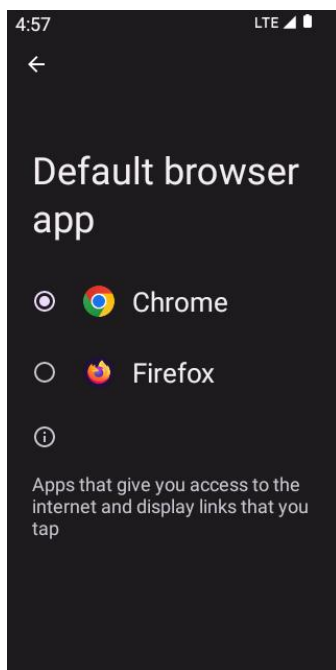 4:57 LTE
Default browser
app
Chrome
Firefox
Apps that give you access to the
internet and display links that you
tap